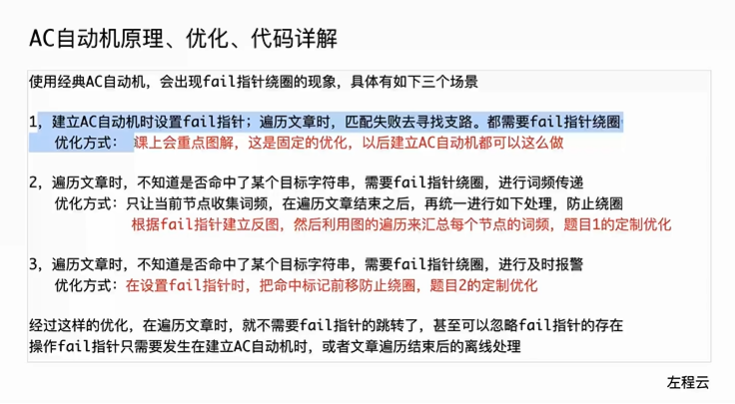 AC自动机原理、优化、代码详解
使用经典AC自动机，会出现fail指针绕圈的现象，具体有如下三个场景
1，建立AC自动机时设置fail指针；遍历文章时，匹配失败去寻找支路。都需要fail指针绕圈
优化方式： 课上会重点图解，这是固定的优化，以后建立AC自动机都可以这么做
2，遍历文章时，不知道是否命中了某个目标字符串，需要fail指针绕圈，进行词频传递
优化方式：只让当前节点收集词频，在遍历文章结束之后，再统一进行如下处理，防止绕圈
根据fail指针建立反图，然后利用图的遍历来汇总每个节点的词频，题目1的定制优化
3，遍历文章时，不知道是否命中了某个目标字符串，需要fail指针绕圈，进行及时报警
优化方式：在设置fail指针时，把命中标记前移防止绕圈，题目2的定制优化
经过这样的优化，在遍历文章时，就不需要fail指针的跳转了，甚至可以忽略fail指针的存在
操作fail指针只需要发生在建立AC自动机时，或者文章遍历结束后的离线处理
左程云